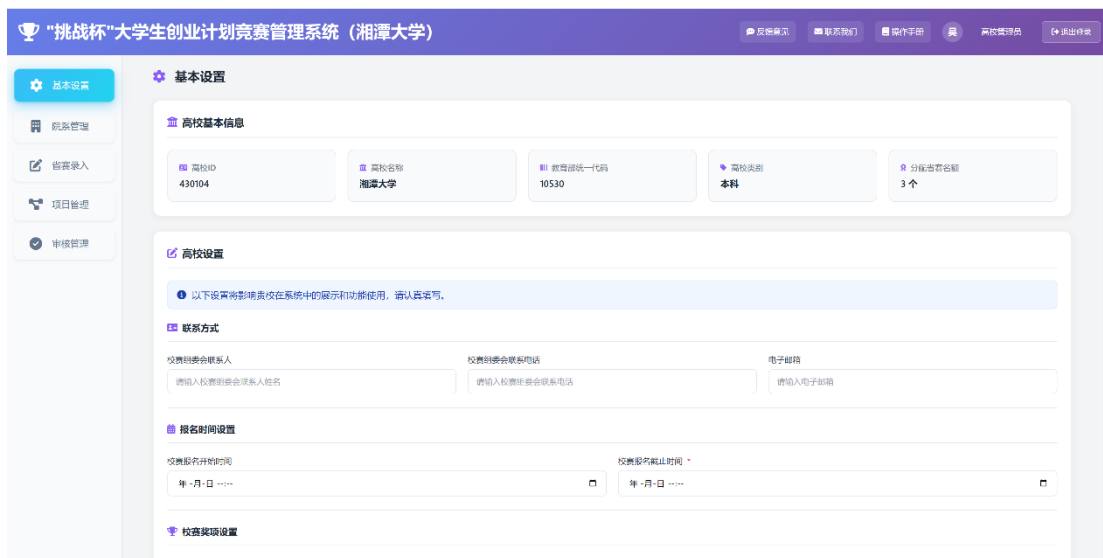 "挑战杯"大学生创业计划竞赛管理系统（湘潭大学）
反馈意见 联系我们 操作手册 吴 高校管理员 退出登录
基本设置
院系管理
省赛录入
项目管理
审核管理
基本设置
高校基本信息
高校ID 高校名称 教育部统一代码 高校类别 分配省赛名额
430104 湘潭大学 10530 本科 3 个
高校设置
以下设置将影响贵校在系统中的展示和功能使用，请认真填写。
联系方式
校赛组委会联系人 校赛组委会联系电话 电子邮箱
请输入校赛组委会联系人姓名 请输入校赛组委会联系电话 请输入电子邮箱
报名时间设置
校赛报名开始时间 校赛报名截止时间 *
年 -月-日 --:-- 年 -月-日 --:--
校赛奖项设置